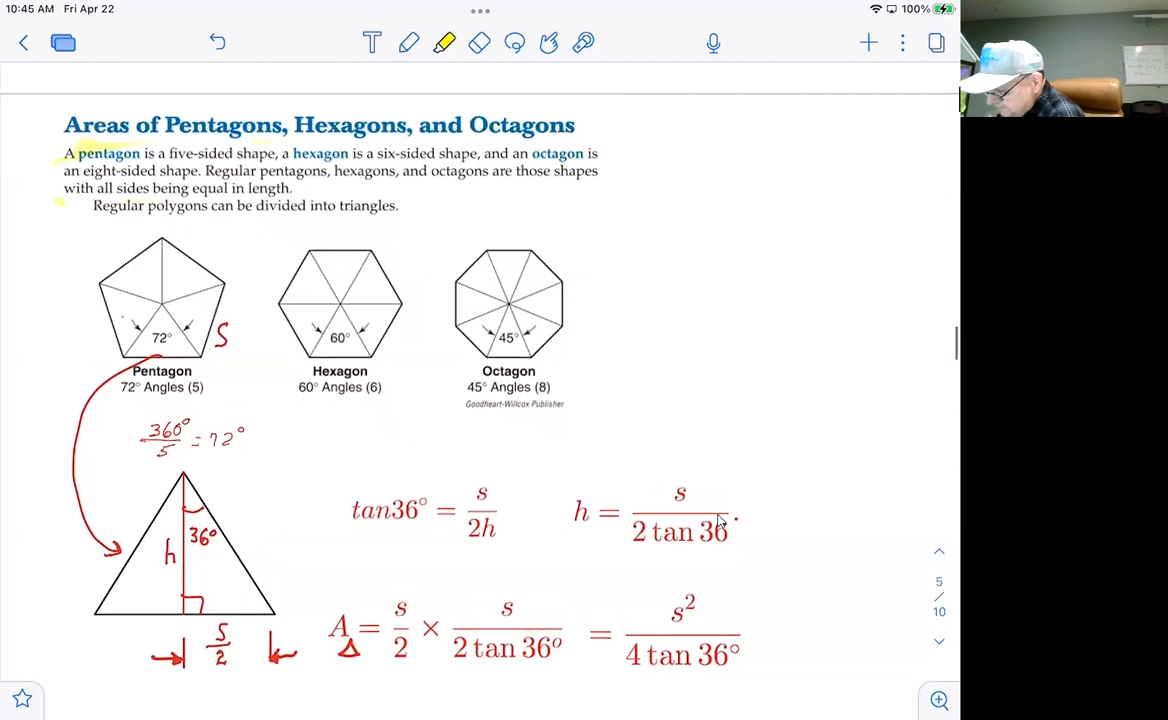 10:45 AM Fri Apr 22
100%
Areas of Pentagons, Hexagons, and Octagons
A pentagon is a five-sided shape, a hexagon is a six-sided shape, and an octagon is
an eight-sided shape. Regular pentagons, hexagons, and octagons are those shapes
with all sides being equal in length.
Regular polygons can be divided into triangles.
72°
S
60°
45°
Pentagon
72° Angles (5)
Hexagon
60° Angles (6)
Octagon
45° Angles (8)
Goodheart-Willcox Publisher
360°/5 = 72°
h
36°
S/2
tan36° = s/2h
h = s/2 tan 36.
A Δ = s/2 × s/2 tan 36° = s²/4 tan 36°
5
/
10